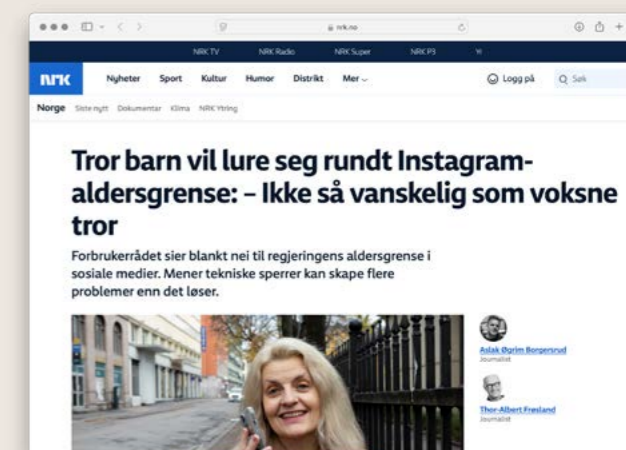 nrk.no
NRK TV NRK Radio NRK Super NRK P3 Yr
NRK Nyheter Sport Kultur Humor Distrikt Mer Logg på Søk
Norge Siste nytt Dokumentar Klima NRK Ytring
Tror barn vil lure seg rundt Instagram-
aldersgrense: – Ikke så vanskelig som voksne
tror
Forbrukerrådet sier blankt nei til regjeringens aldersgrense i
sosiale medier. Mener tekniske sperrer kan skape flere
problemer enn det løser.
Aslak Øgrim Borgersrud
Journalist
Thor-Albert Frøsland
Journalist